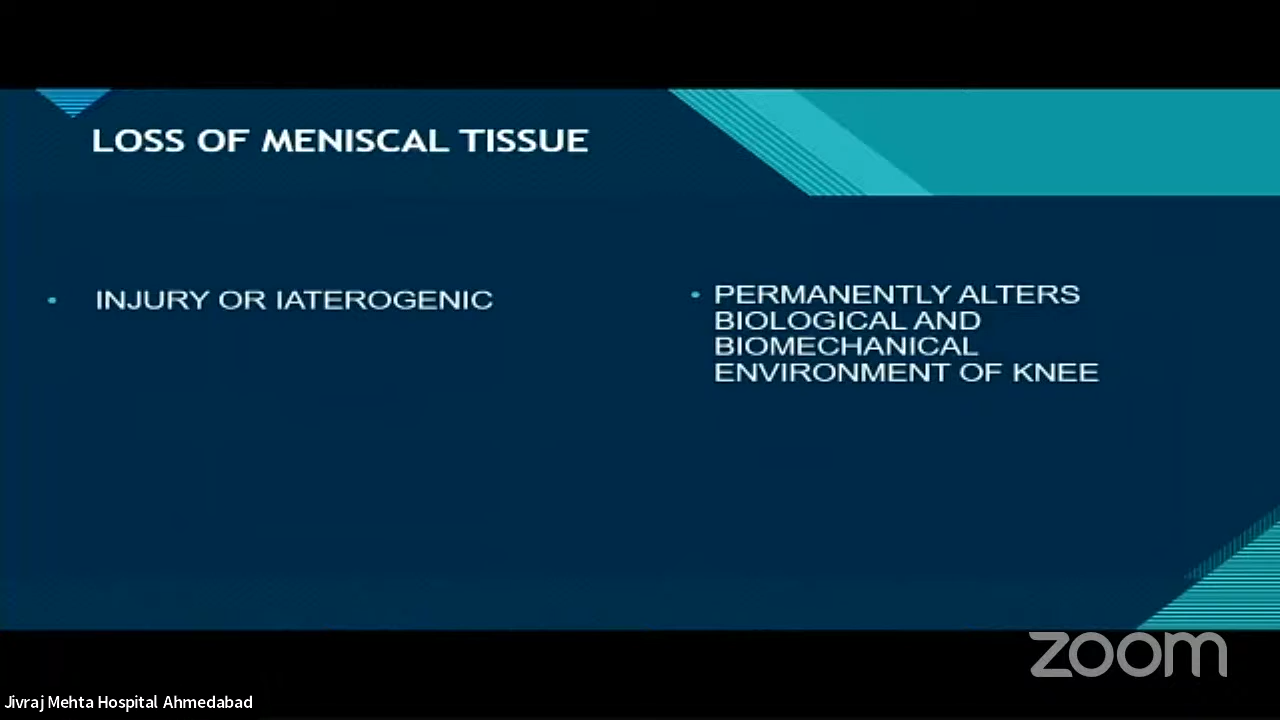 LOSS OF MENISCAL TISSUE
• INJURY OR IATEROGENIC
• PERMANENTLY ALTERS
BIOLOGICAL AND
BIOMECHANICAL
ENVIRONMENT OF KNEE
zoom
Jivraj Mehta Hospital Ahmedabad